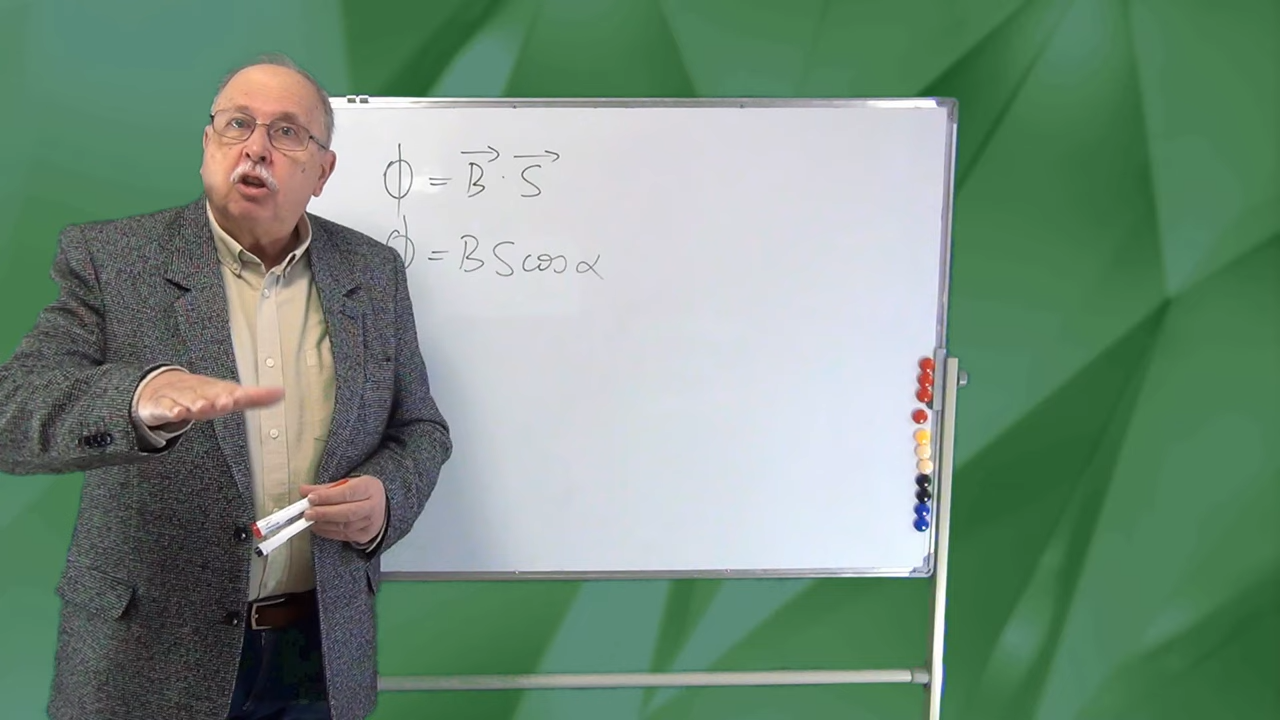 ϕ = B⃗ · S⃗
ϕ = B S cos α